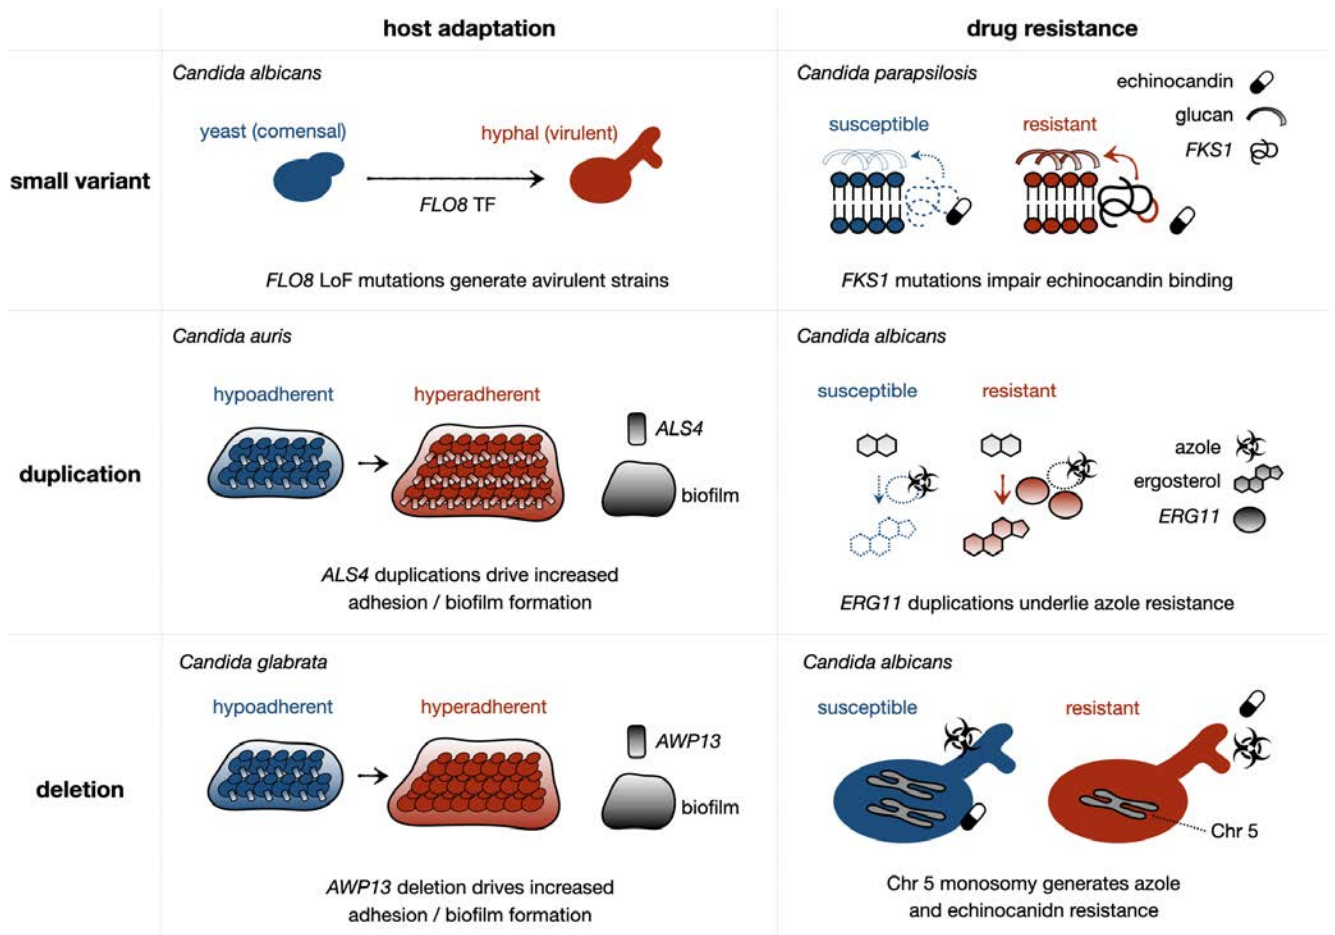 host adaptation
drug resistance
small variant
Candida albicans
yeast (comensal)
hyphal (virulent)
FLO8 TF
FLO8 LoF mutations generate avirulent strains
Candida parapsilosis
echinocandin
glucan
FKS1
susceptible
resistant
FKS1 mutations impair echinocandin binding
duplication
Candida auris
hypoadherent
hyperadherent
ALS4
biofilm
ALS4 duplications drive increased
adhesion / biofilm formation
Candida albicans
susceptible
resistant
azole
ergosterol
ERG11
ERG11 duplications underlie azole resistance
deletion
Candida glabrata
hypoadherent
hyperadherent
AWP13
biofilm
AWP13 deletion drives increased
adhesion / biofilm formation
Candida albicans
susceptible
resistant
Chr 5
Chr 5 monosomy generates azole
and echinocanidn resistance